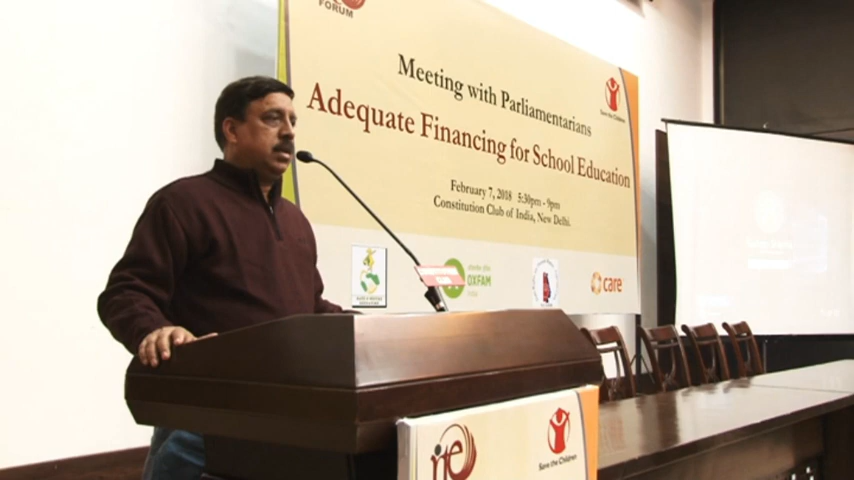 FORUM
Meeting with Parliamentarians
Adequate Financing for School Education
February 7, 2018 5:30pm - 9pm
Constitution Club of India, New Delhi.
Save the Children
OXFAM
India
care
Save the Children